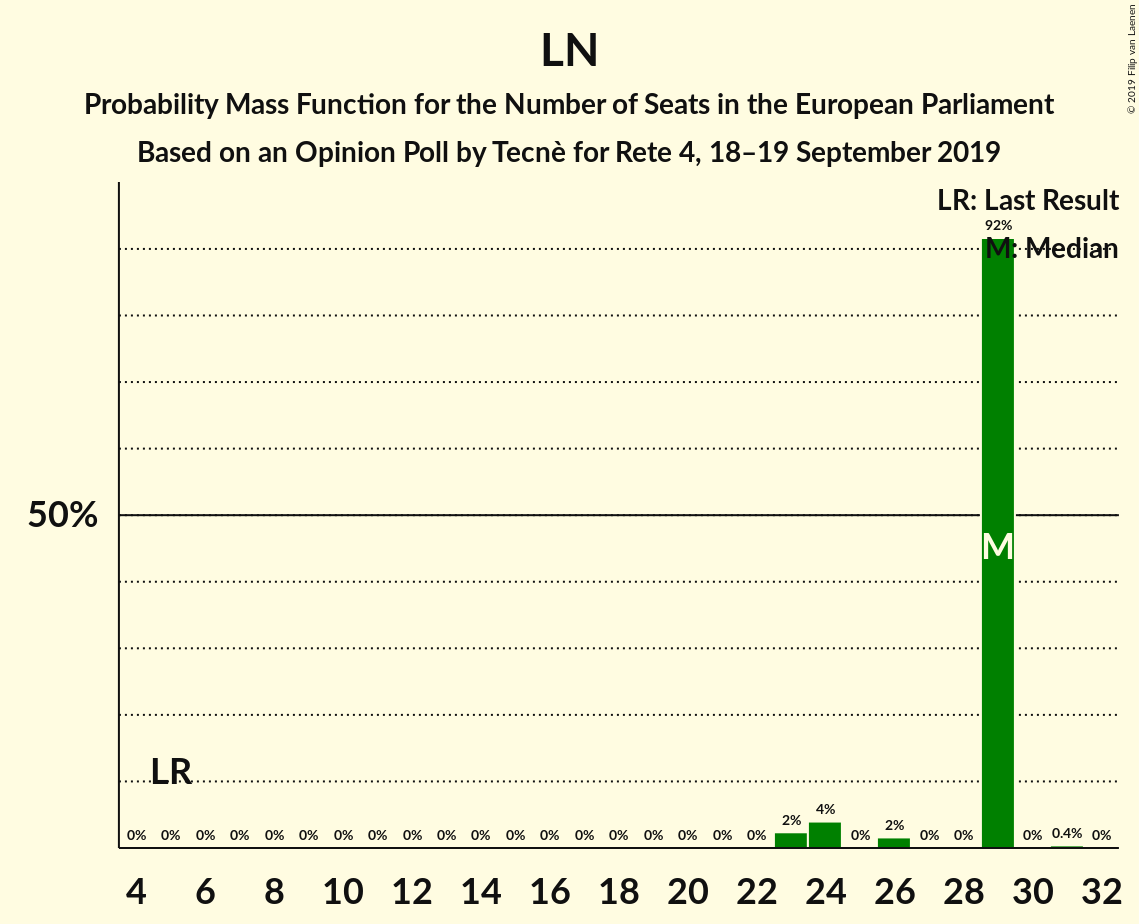 LN
Probability Mass Function for the Number of Seats in the European Parliament
Based on an Opinion Poll by Tecnè for Rete 4, 18–19 September 2019
© 2019 Filip van Laenen
LR: Last Result
92%
M: Median
50%
M
LR
0% 0% 0% 0% 0% 0% 0% 0% 0% 0% 0% 0% 0% 0% 0% 0% 0% 0% 0% 2% 4% 0% 2% 0% 0% 0% 0.4% 0%
4 6 8 10 12 14 16 18 20 22 24 26 28 30 32